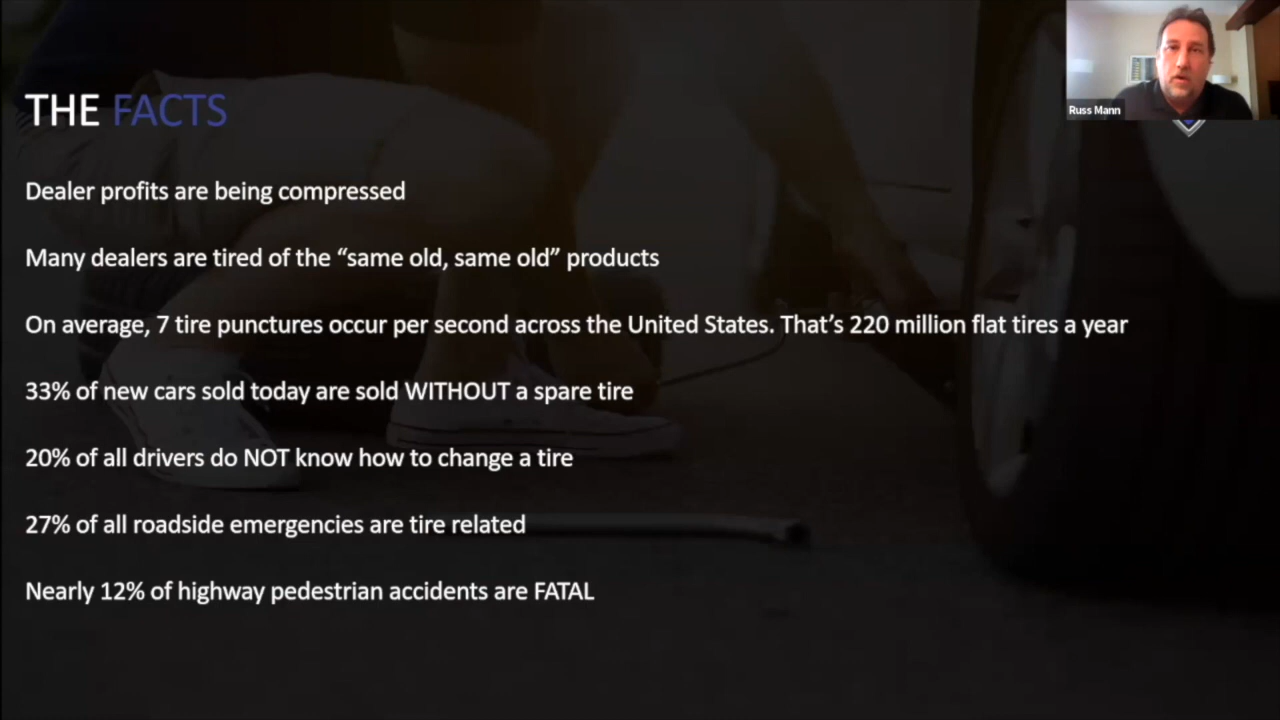 Russ Mann
THE FACTS
Dealer profits are being compressed
Many dealers are tired of the “same old, same old” products
On average, 7 tire punctures occur per second across the United States. That’s 220 million flat tires a year
33% of new cars sold today are sold WITHOUT a spare tire
20% of all drivers do NOT know how to change a tire
27% of all roadside emergencies are tire related
Nearly 12% of highway pedestrian accidents are FATAL